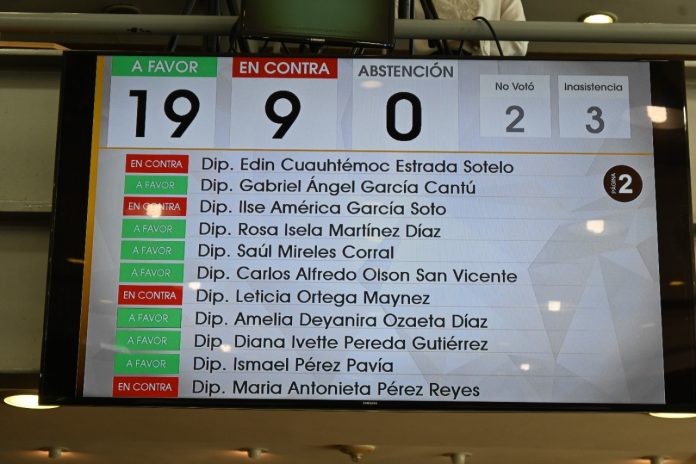 A FAVOR
19
EN CONTRA
9
ABSTENCIÓN
0
No Votó
2
Inasistencia
3
PÁGINA
2
EN CONTRA Dip. Edin Cuauhtémoc Estrada Sotelo
A FAVOR Dip. Gabriel Ángel García Cantú
EN CONTRA Dip. Ilse América García Soto
A FAVOR Dip. Rosa Isela Martínez Díaz
A FAVOR Dip. Saúl Mireles Corral
A FAVOR Dip. Carlos Alfredo Olson San Vicente
EN CONTRA Dip. Leticia Ortega Maynez
A FAVOR Dip. Amelia Deyanira Ozaeta Díaz
A FAVOR Dip. Diana Ivette Pereda Gutiérrez
A FAVOR Dip. Ismael Pérez Pavía
EN CONTRA Dip. Maria Antonieta Pérez Reyes
SAMSUNG